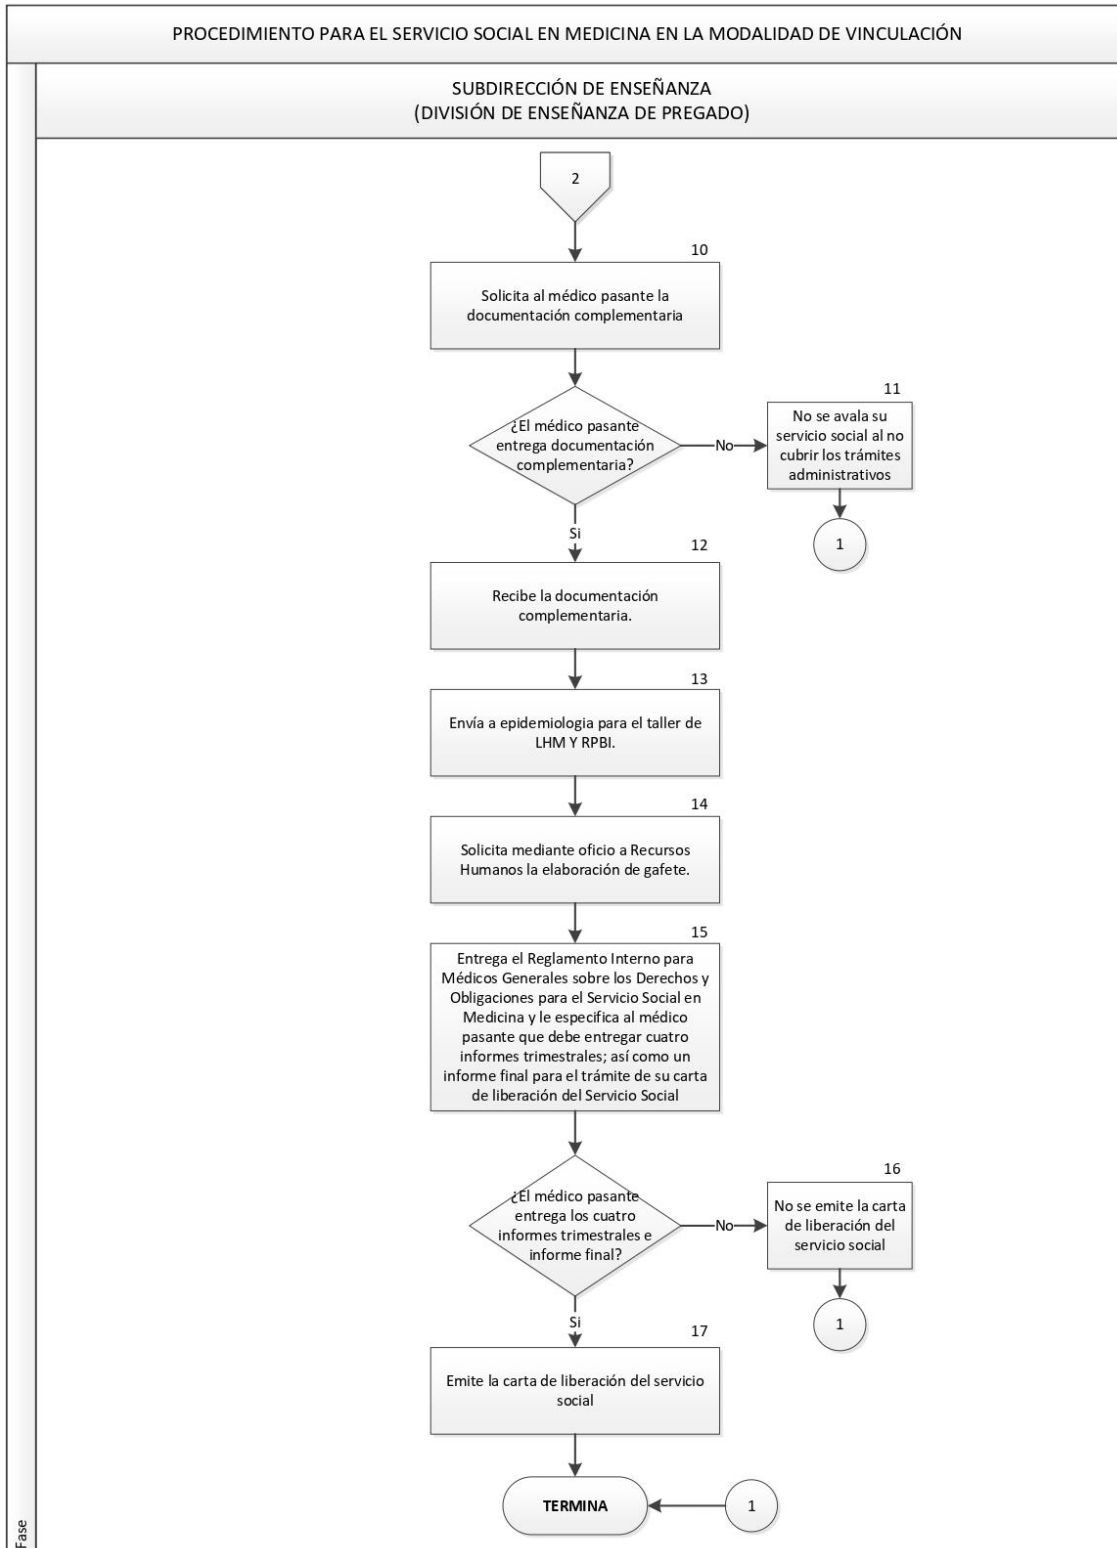 PROCEDIMIENTO PARA EL SERVICIO SOCIAL EN MEDICINA EN LA MODALIDAD DE VINCULACIÓN
SUBDIRECCIÓN DE ENSEÑANZA
(DIVISIÓN DE ENSEÑANZA DE PREGADO)
2
10
Solicita al médico pasante la
documentación complementaria
¿El médico pasante
entrega documentación
complementaria?
No
11
No se avala su
servicio social al no
cubrir los trámites
administrativos
1
Si
12
Recibe la documentación
complementaria.
13
Envía a epidemiologia para el taller de
LHM Y RPBI.
14
Solicita mediante oficio a Recursos
Humanos la elaboración de gafete.
15
Entrega el Reglamento Interno para
Médicos Generales sobre los Derechos y
Obligaciones para el Servicio Social en
Medicina y le especifica al médico
pasante que debe entregar cuatro
informes trimestrales; así como un
informe final para el trámite de su carta
de liberación del Servicio Social
¿El médico pasante
entrega los cuatro
informes trimestrales e
informe final?
No
16
No se emite la carta
de liberación del
servicio social
1
Si
17
Emite la carta de liberación del servicio
social
TERMINA
1
Fase